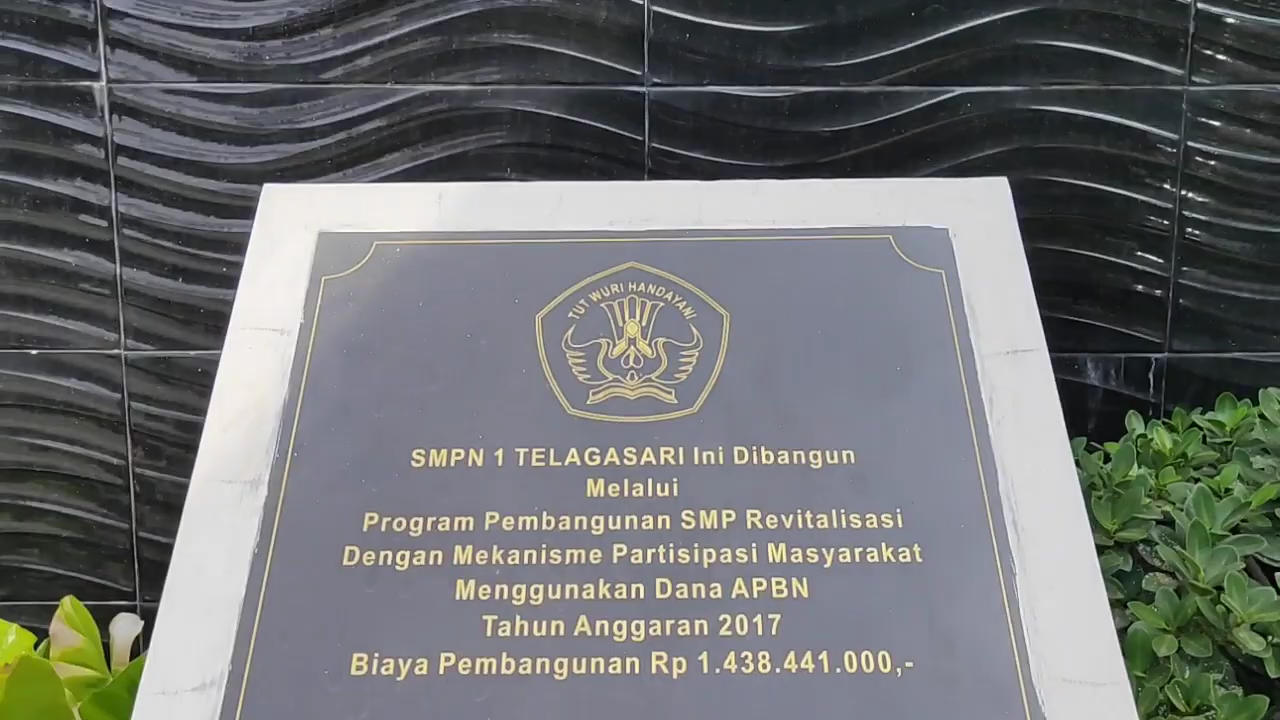 TUT WURI HANDAYANI
SMPN 1 TELAGASARI Ini Dibangun
Melalui
Program Pembangunan SMP Revitalisasi
Dengan Mekanisme Partisipasi Masyarakat
Menggunakan Dana APBN
Tahun Anggaran 2017
Biaya Pembangunan Rp 1.438.441.000,-